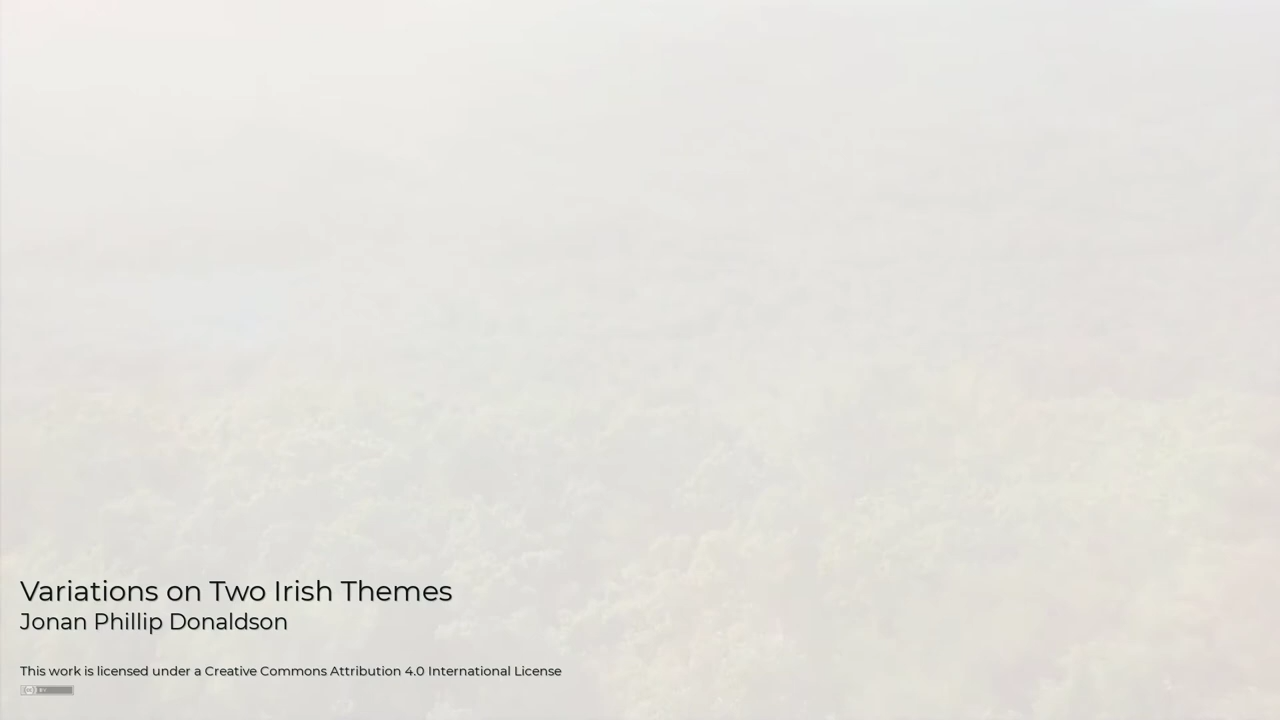 Variations on Two Irish Themes
Jonan Phillip Donaldson
This work is licensed under a Creative Commons Attribution 4.0 International License
BY